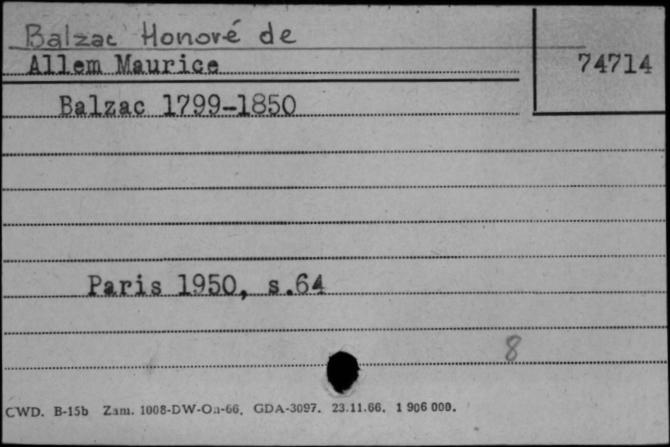 Balzac Honoré de
Allem Maurice
74714
Balzac 1799-1850
Paris 1950, s.64
8
CWD. B-15b Zam. 1008-DW-On-66. GDA-3097. 23.11.66. 1 906 000.